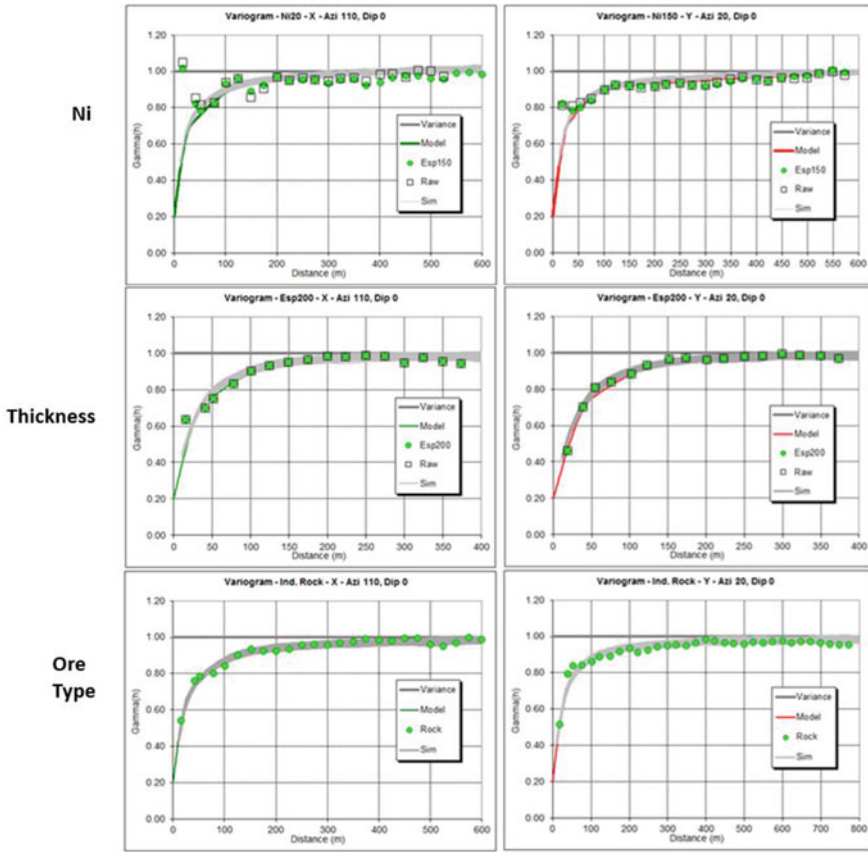 Variogram - Ni20 - X - Azi 110, Dip 0
Gamma(h)
1.20
1.00
0.80
0.60
0.40
0.20
0.00
Variance
Model
Esp150
Raw
Sim
0 100 200 300 400 500 600
Distance (m)
Variogram - Ni150 - Y - Azi 20, Dip 0
Gamma(h)
1.20
1.00
0.80
0.60
0.40
0.20
0.00
Variance
Model
Esp150
Raw
Sim
0 50 100 150 200 250 300 350 400 450 500 550 600
Distance (m)
Ni
Variogram - Esp200 - X - Azi 110, Dip 0
Gamma(h)
1.20
1.00
0.80
0.60
0.40
0.20
0.00
Variance
Model
Esp200
Raw
Sim
0 50 100 150 200 250 300 350 400
Distance (m)
Variogram - Esp200 - Y - Azi 20, Dip 0
Gamma(h)
1.20
1.00
0.80
0.60
0.40
0.20
0.00
Variance
Model
Esp200
Raw
Sim
0 50 100 150 200 250 300 350 400
Distance (m)
Thickness
Variogram - Ind. Rock - X - Azi 110, Dip 0
Gamma(h)
1.20
1.00
0.80
0.60
0.40
0.20
0.00
Variance
Model
Rock
Sim
0 100 200 300 400 500 600
Distance (m)
Variogram - Ind. Rock - Y - Azi 20, Dip 0
Gamma(h)
1.20
1.00
0.80
0.60
0.40
0.20
0.00
Variance
Model
Rock
Sim
0 100 200 300 400 500 600 700 800
Distance (m)
Ore
Type